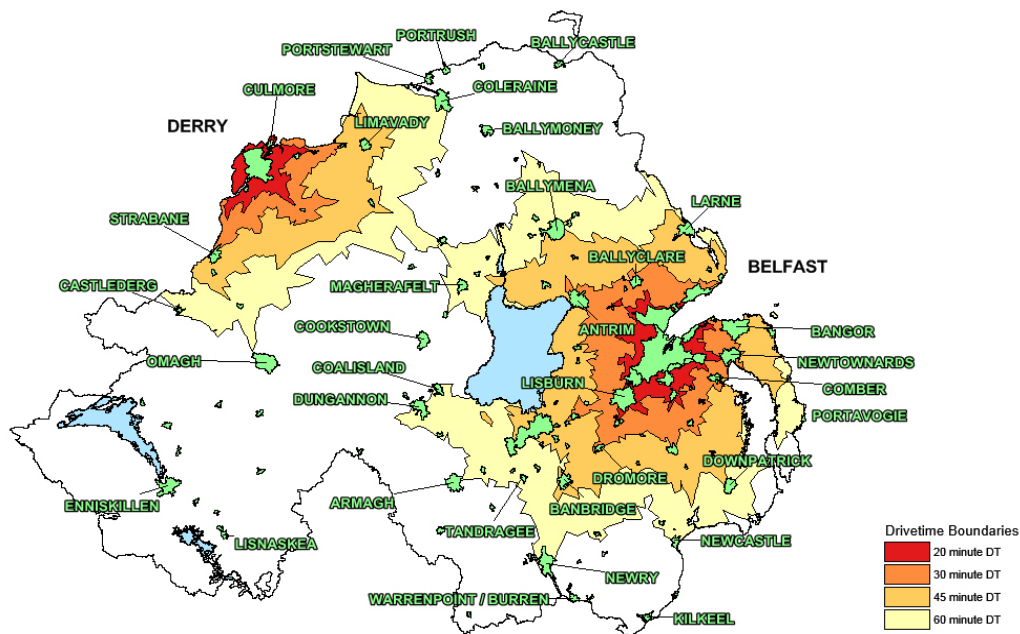 PORTRUSH
PORTSTEWART
BALLYCASTLE
CULMORE
COLERAINE
DERRY
LIMAVADY
BALLYMONEY
BALLYMENA
LARNE
STRABANE
BALLYCLARE
BELFAST
CASTLEDERG
MAGHERAFELT
COOKSTOWN
ANTRIM
BANGOR
OMAGH
NEWTOWNARDS
COALISLAND
LISBURN
COMBER
DUNGANNON
PORTAVOGIE
DOWNPATRICK
DROMORE
ENNISKILLEN
ARMAGH
BANBRIDGE
TANDRAGEE
LISNASKEA
NEWCASTLE
NEWRY
WARRENPOINT / BURREN
KILKEEL
Drivetime Boundaries
20 minute DT
30 minute DT
45 minute DT
60 minute DT